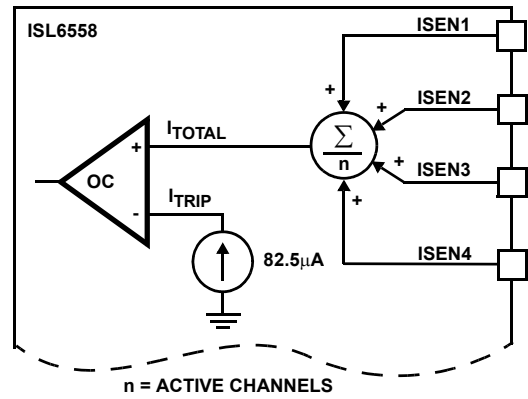 ISL6558
ISEN1
+
ISEN2
+
I_TOTAL
Σ
n
+
OC
+
ISEN3
I_TRIP
-
+
82.5μA
ISEN4
n = ACTIVE CHANNELS